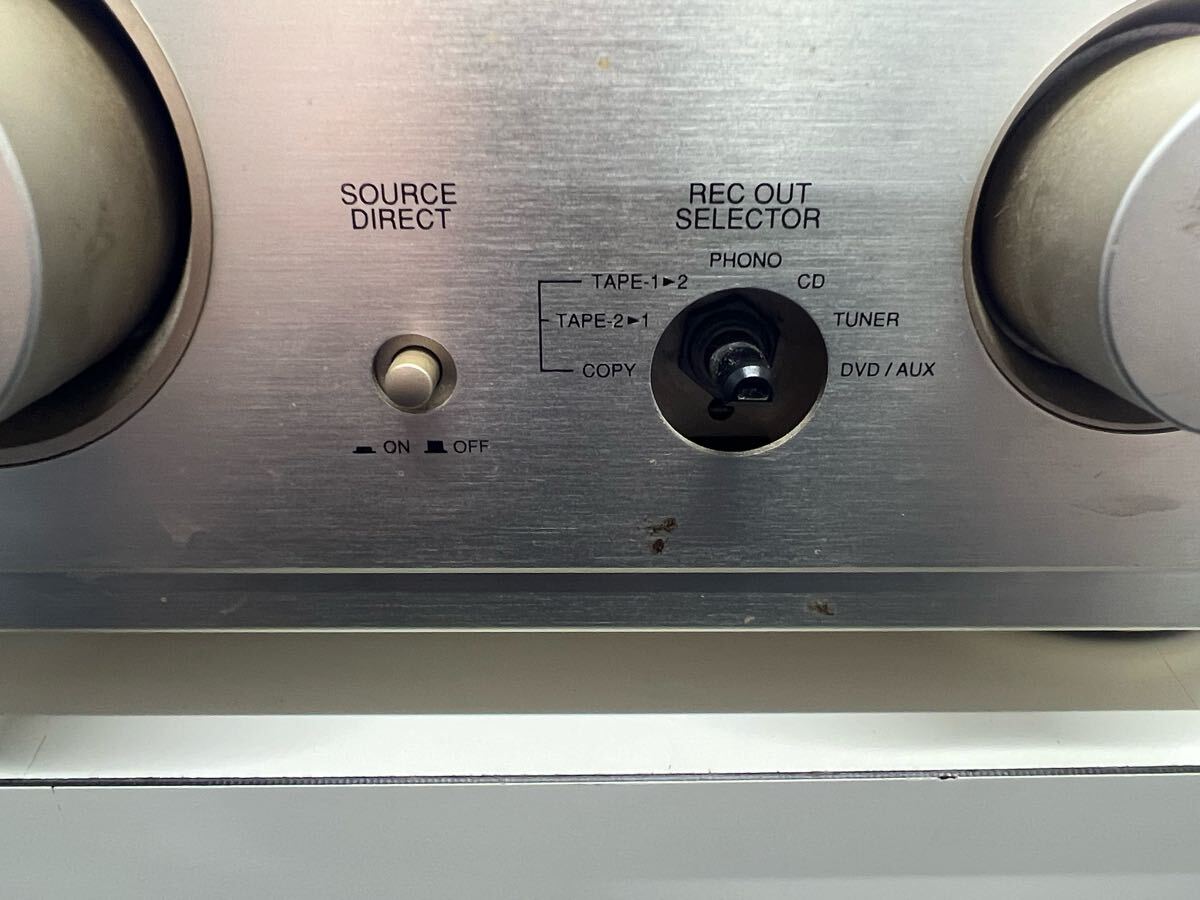 SOURCE
DIRECT
ON OFF
REC OUT
SELECTOR
PHONO
TAPE-1►2
CD
TAPE-2►1
TUNER
COPY
DVD / AUX